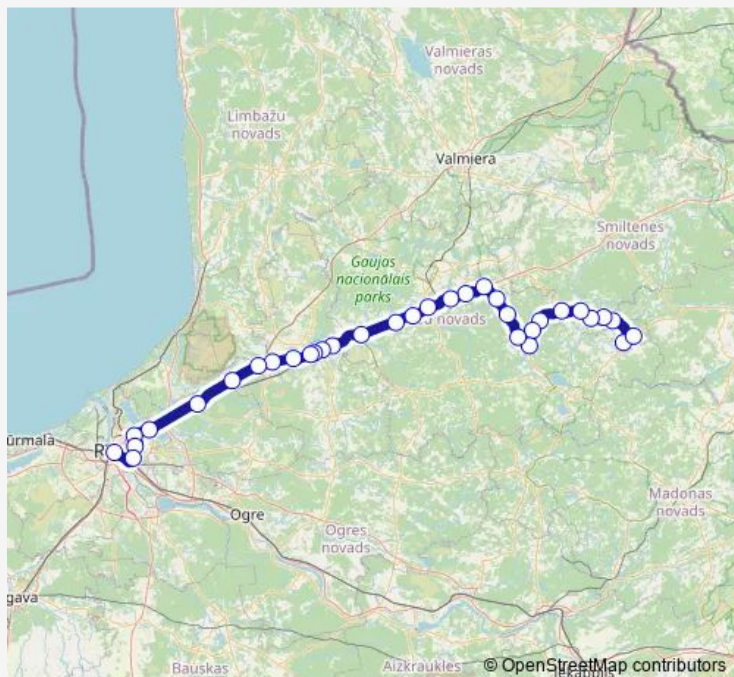 Valmieras
novads
Limbažu
novads
Valmiera
Smiltenes
novads
Gaujas
nacionālais
parks
novads
ūrmala
R
Ogre
Madonas
novads
Ogres
novads
gava
Bauskas
Aizkraukles
© OpenStreetMap contributors